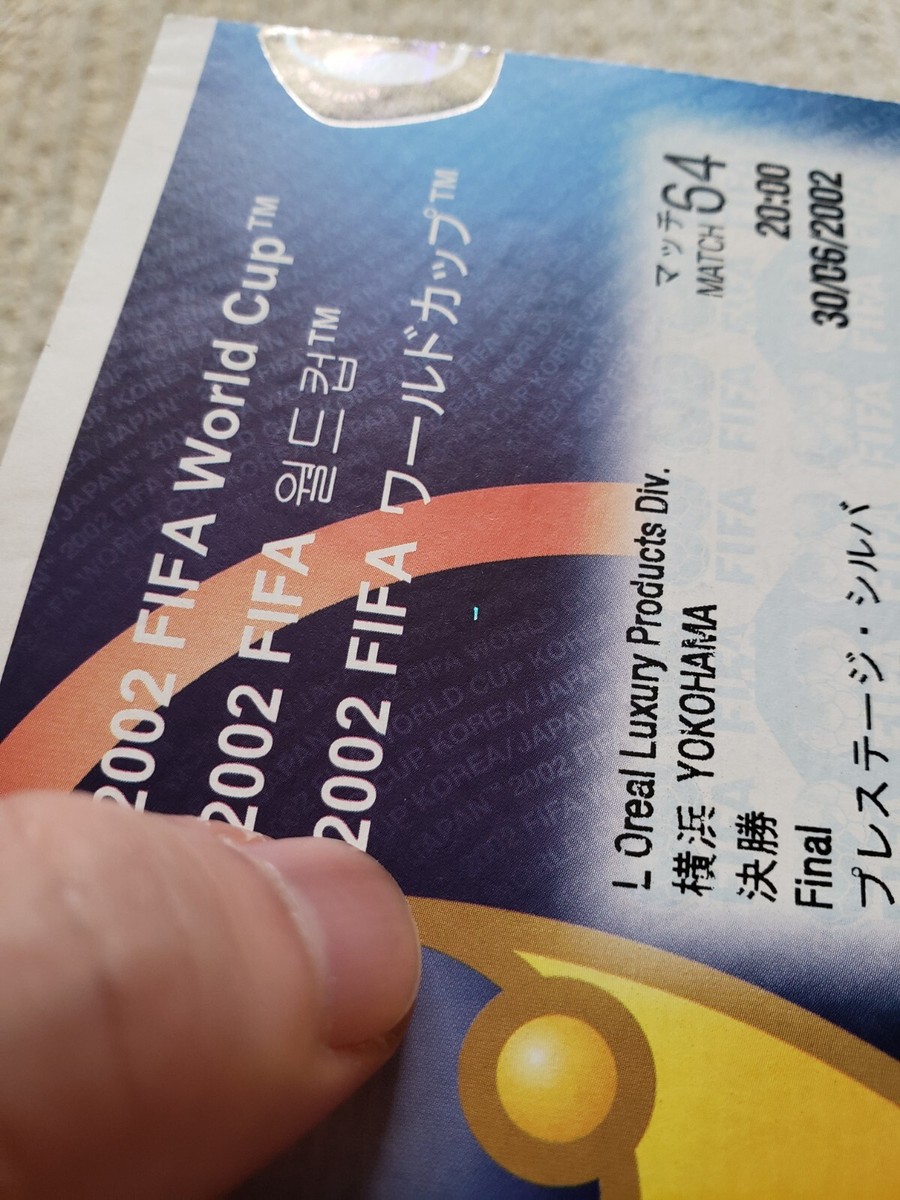 2002 FIFA World Cup™
2002 FIFA 월드컵™
2002 FIFA ワールドカップ™
マッチ
MATCH 64
20:00
30/06/2002
L Oreal Luxury Products Div.
横浜 YOKOHAMA
決勝
Final
プレステージ・シルバ